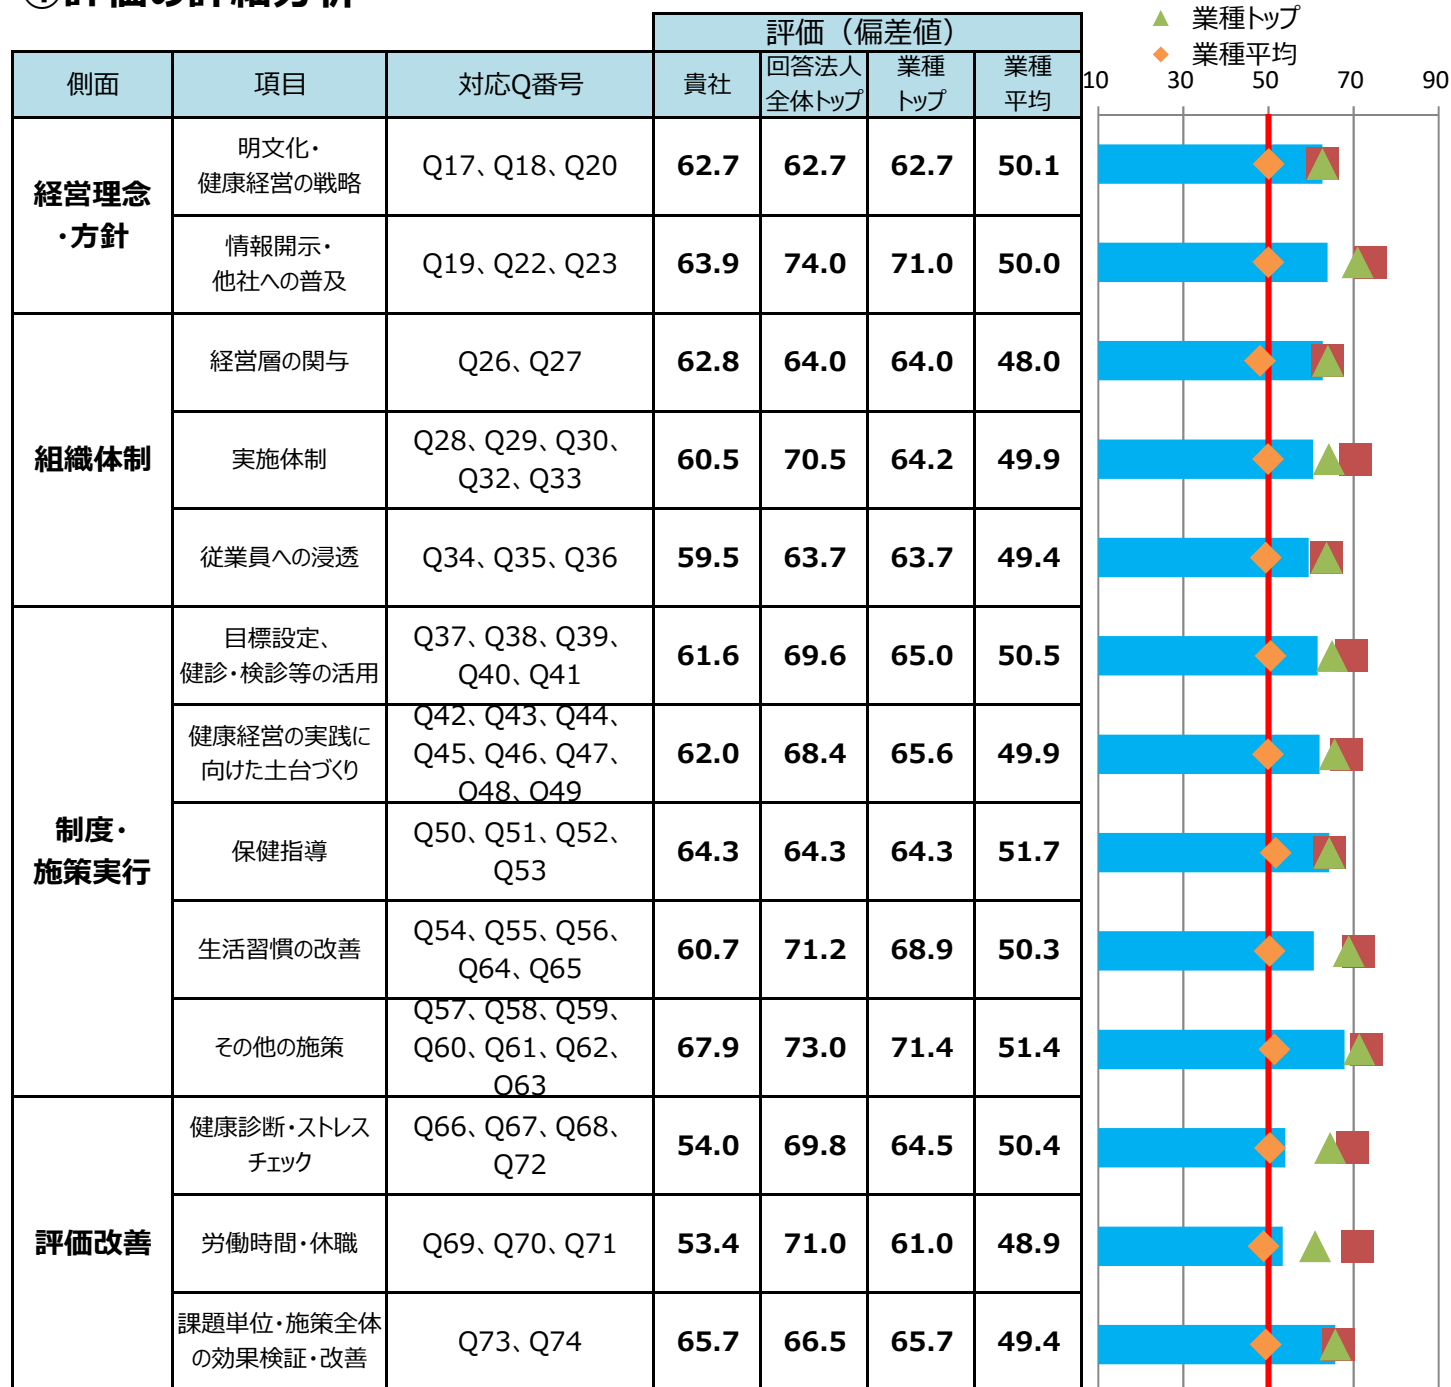 ①評価の詳細分析
業種トップ
業種平均
評価（偏差値）
側面 項目 対応Q番号 貴社 回答法人 全体トップ 業種 トップ 業種 平均
10 30 50 70 90
経営理念
・方針
明文化・
健康経営の戦略
Q17、Q18、Q20
62.7 62.7 62.7 50.1
情報開示・
他社への普及
Q19、Q22、Q23
63.9 74.0 71.0 50.0
組織体制
経営層の関与
Q26、Q27
62.8 64.0 64.0 48.0
実施体制
Q28、Q29、Q30、
Q32、Q33
60.5 70.5 64.2 49.9
従業員への浸透
Q34、Q35、Q36
59.5 63.7 63.7 49.4
制度・
施策実行
目標設定、
健診・検診等の活用
Q37、Q38、Q39、
Q40、Q41
61.6 69.6 65.0 50.5
健康経営の実践に
向けた土台づくり
Q42、Q43、Q44、
Q45、Q46、Q47、
Q48、Q49
62.0 68.4 65.6 49.9
保健指導
Q50、Q51、Q52、
Q53
64.3 64.3 64.3 51.7
生活習慣の改善
Q54、Q55、Q56、
Q64、Q65
60.7 71.2 68.9 50.3
その他の施策
Q57、Q58、Q59、
Q60、Q61、Q62、
Q63
67.9 73.0 71.4 51.4
評価改善
健康診断・ストレス
チェック
Q66、Q67、Q68、
Q72
54.0 69.8 64.5 50.4
労働時間・休職
Q69、Q70、Q71
53.4 71.0 61.0 48.9
課題単位・施策全体
の効果検証・改善
Q73、Q74
65.7 66.5 65.7 49.4